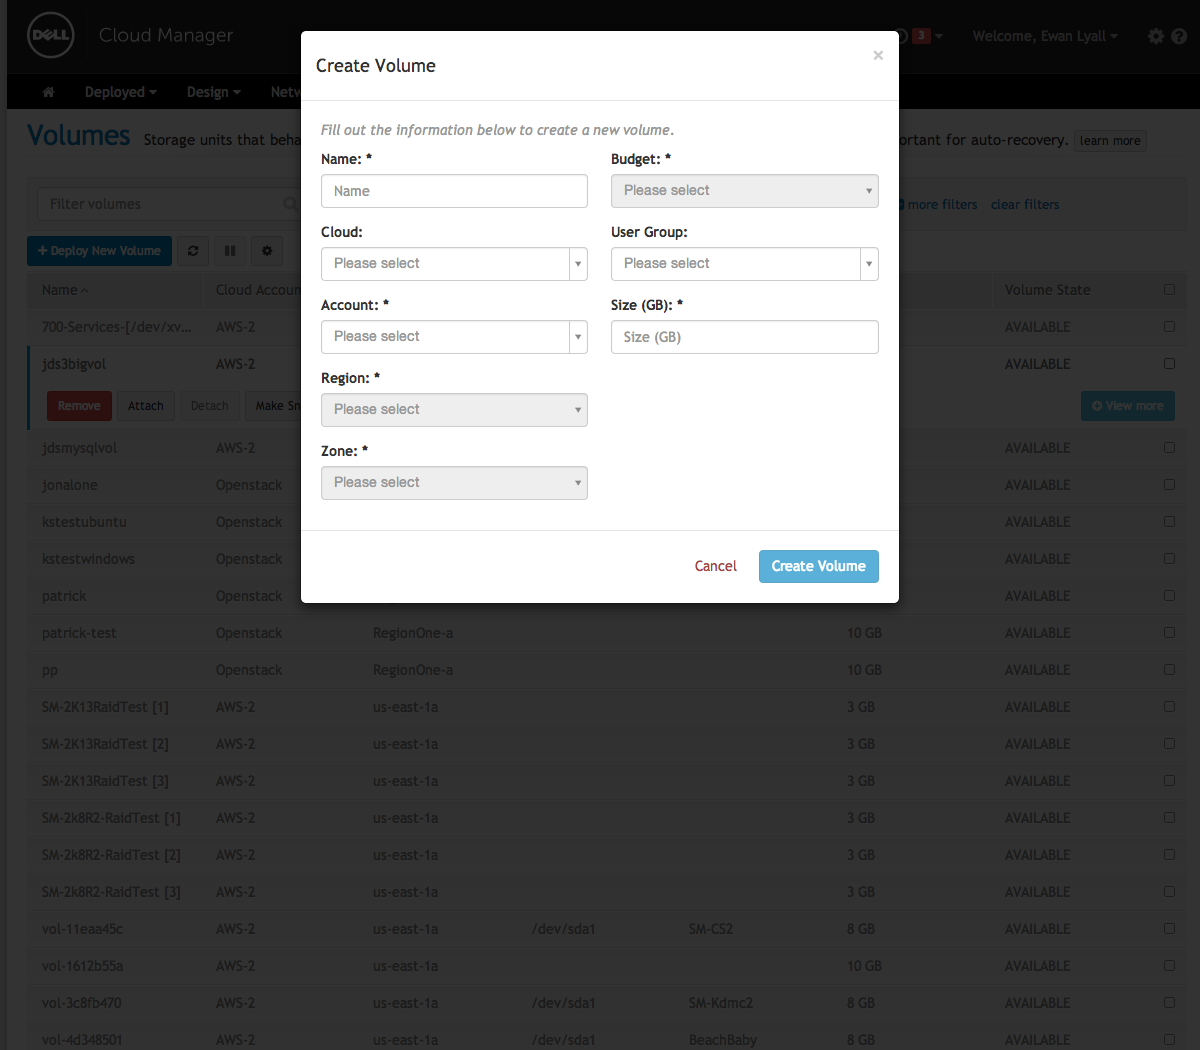 DELL Cloud Manager
3 Welcome, Ewan Lyall
Deployed Design Netw
Volumes Storage units that beha ortant for auto-recovery. learn more
Filter volumes more filters clear filters
Deploy New Volume
Name Cloud Accoun Volume State
700-Services-[/dev/xv... AWS-2 AVAILABLE
jds3bigvol AWS-2 AVAILABLE
Remove Attach Detach Make Sn View more
jdsmysqlvol AWS-2 AVAILABLE
jonalone Openstack AVAILABLE
kstestubuntu Openstack AVAILABLE
kstestwindows Openstack AVAILABLE
patrick Openstack AVAILABLE
patrick-test Openstack RegionOne-a 10 GB AVAILABLE
pp Openstack RegionOne-a 10 GB AVAILABLE
SM-2K13RaidTest [1] AWS-2 us-east-1a 3 GB AVAILABLE
SM-2K13RaidTest [2] AWS-2 us-east-1a 3 GB AVAILABLE
SM-2K13RaidTest [3] AWS-2 us-east-1a 3 GB AVAILABLE
SM-2k8R2-RaidTest [1] AWS-2 us-east-1a 3 GB AVAILABLE
SM-2k8R2-RaidTest [2] AWS-2 us-east-1a 3 GB AVAILABLE
SM-2k8R2-RaidTest [3] AWS-2 us-east-1a 3 GB AVAILABLE
vol-11eaa45c AWS-2 us-east-1a /dev/sda1 SM-CS2 8 GB AVAILABLE
vol-1612b55a AWS-2 us-east-1a 10 GB AVAILABLE
vol-3c8fb470 AWS-2 us-east-1a /dev/sda1 SM-Kdmc2 8 GB AVAILABLE
vol-4d348501 AWS-2 us-east-1a /dev/sda1 BeachBaby 8 GB AVAILABLE
Create Volume ×
Fill out the information below to create a new volume.
Name: * Budget: *
Name Please select
Cloud: User Group:
Please select Please select
Account: * Size (GB): *
Please select Size (GB)
Region: *
Please select
Zone: *
Please select
Cancel Create Volume